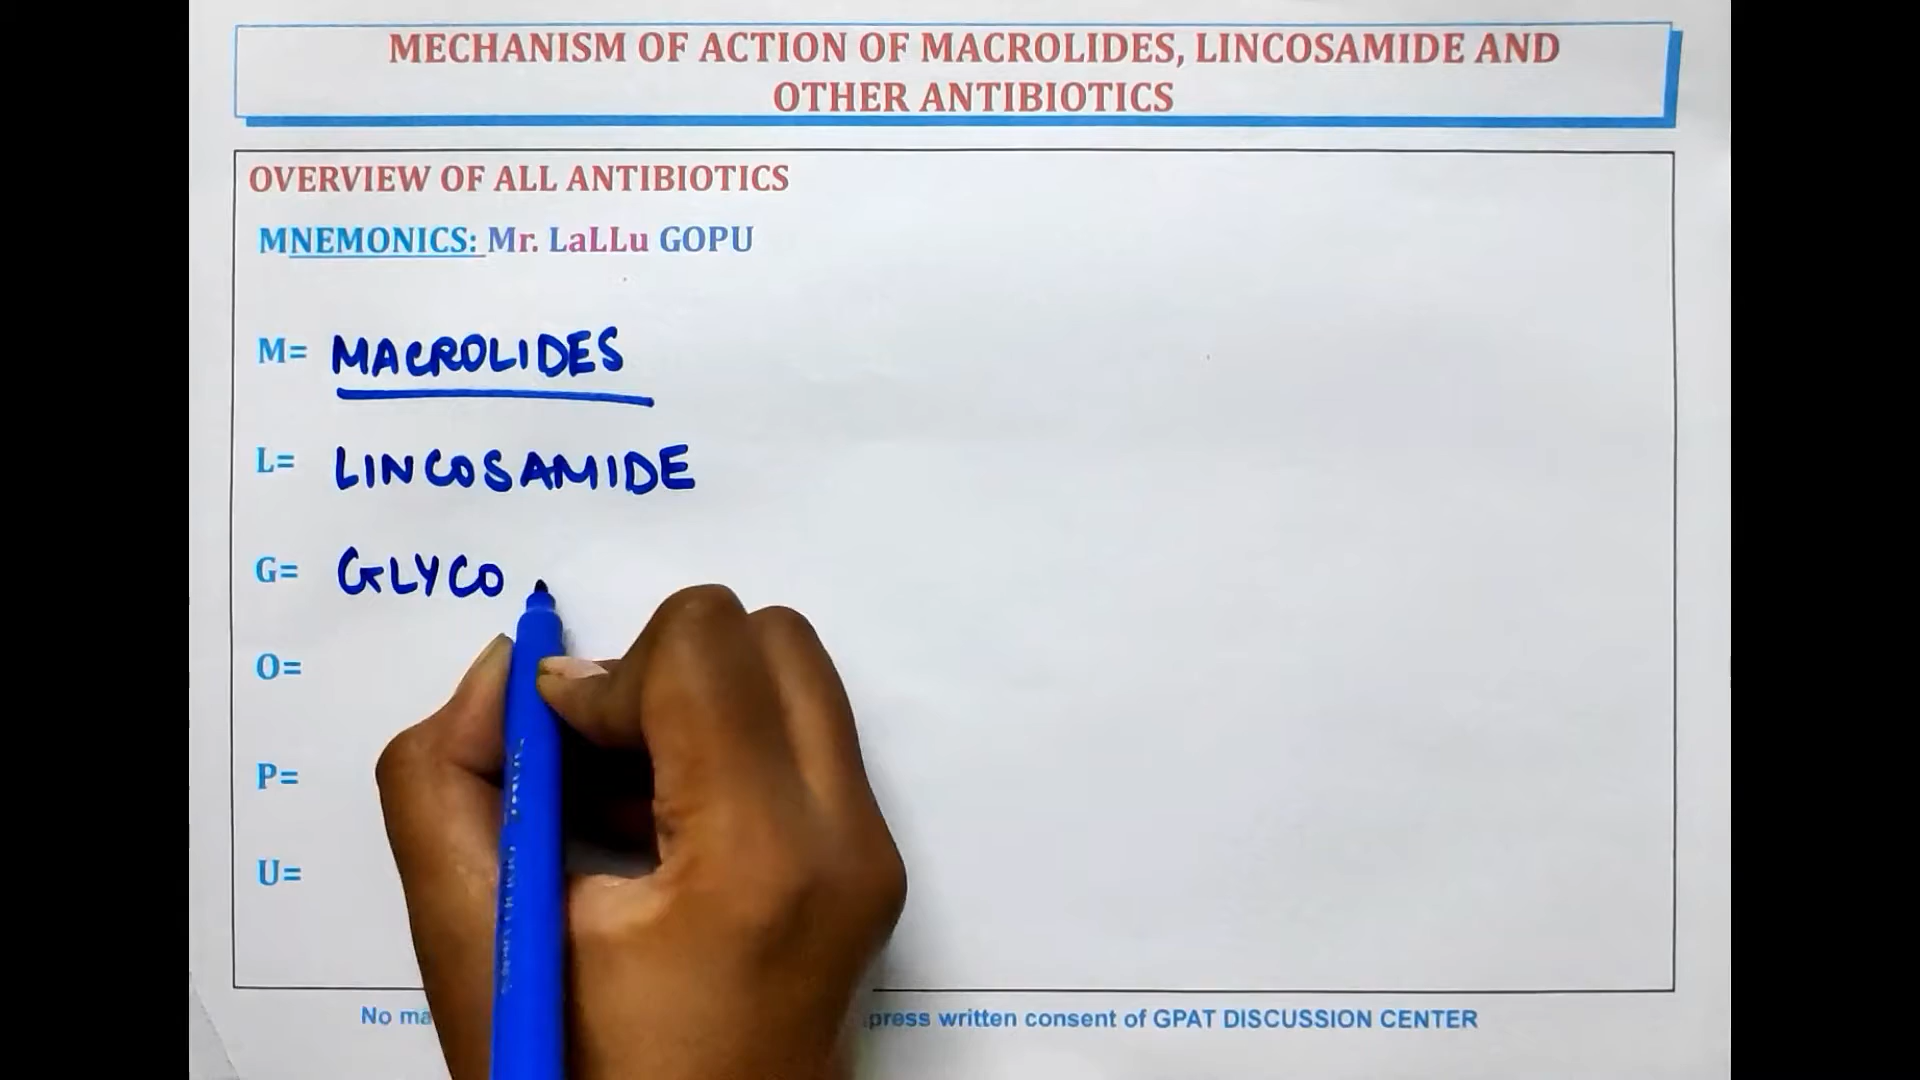 MECHANISM OF ACTION OF MACROLIDES, LINCOSAMIDE AND
OTHER ANTIBIOTICS
OVERVIEW OF ALL ANTIBIOTICS
MNEMONICS: Mr. LaLLu GOPU
M= MACROLIDES
L= LINCOSAMIDE
G= GLYCO
O=
P=
U=
No press written consent of GPAT DISCUSSION CENTER